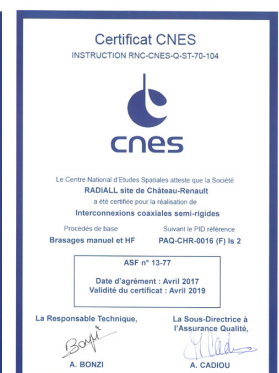 Certificat CNES
INSTRUCTION RNC-CNES-Q-ST-70-104
cnes
Le Centre National d'Etudes Spatiales atteste que la Société
RADIALL site de Château-Renault
a été certifiée pour la réalisation de
Interconnexions coaxiales semi-rigides
Procédés de base Suivant le PID référence
Brasages manuel et HF PAQ-CHR-0016 (F) Is 2
ASF n° 13-77
Date d'agrément : Avril 2017
Validité du certificat : Avril 2019
La Responsable Technique, La Sous-Directrice à
l'Assurance Qualité,
A. BONZI A. CADIOU